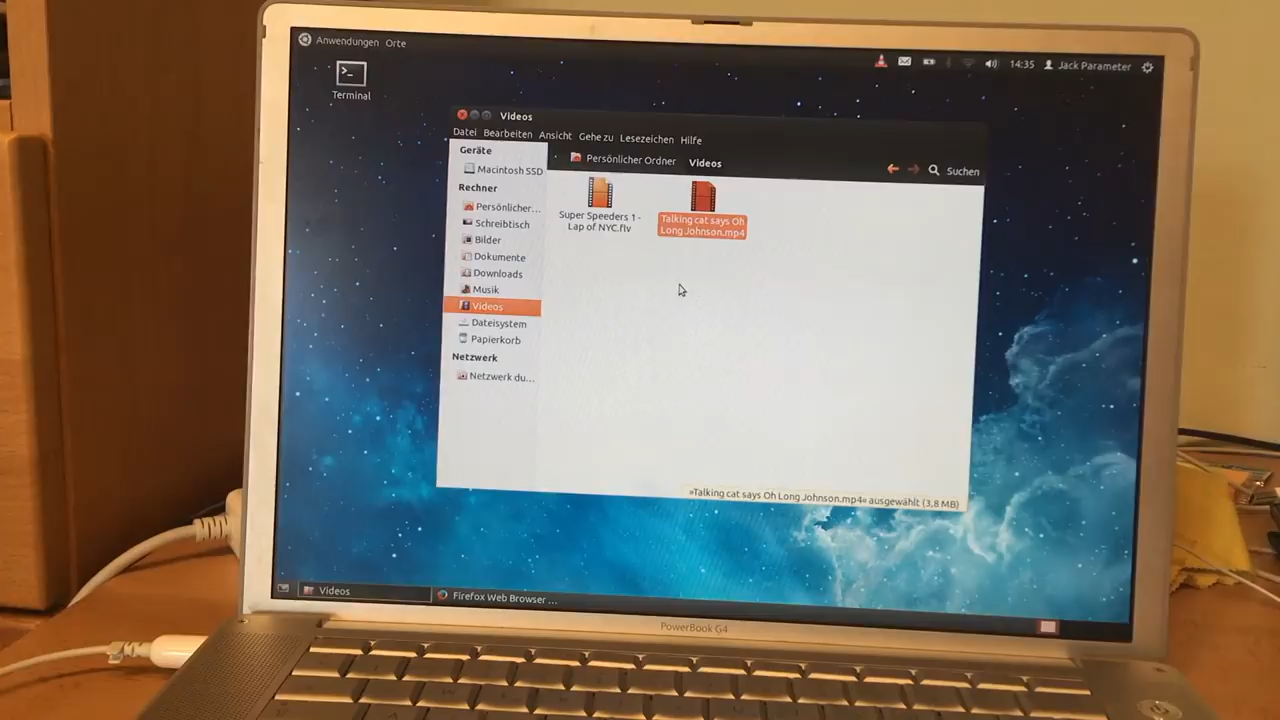 Anwendungen Orte
14:35 Jack Parameter
Terminal
Videos
Datei Bearbeiten Ansicht Gehe zu Lesezeichen Hilfe
Persönlicher Ordner Videos
Suchen
Geräte
Macintosh SSD
Rechner
Persönlicher...
Schreibtisch
Bilder
Dokumente
Downloads
Musik
Videos
Dateisystem
Papierkorb
Netzwerk
Netzwerk du...
Super Speeders 1 -
Lap of NYC.flv
Talking cat says Oh
Long Johnson.mp4
»Talking cat says Oh Long Johnson.mp4« ausgewählt (3,8 MB)
Videos
Firefox Web Browser ...
PowerBook G4